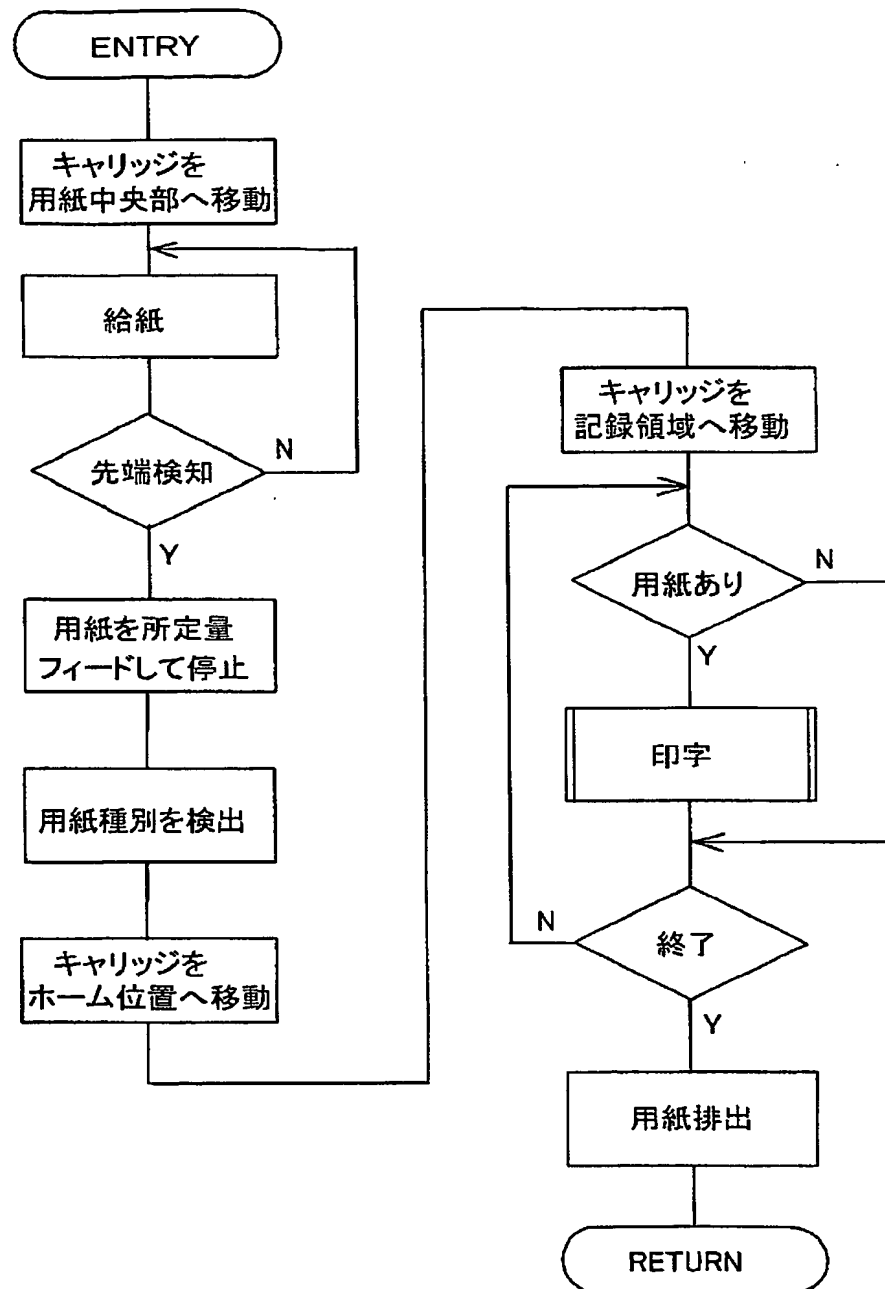 ENTRY
キャリッジを
用紙中央部へ移動
給紙
先端検知
N
Y
用紙を所定量
フィードして停止
用紙種別を検出
キャリッジを
ホーム位置へ移動
キャリッジを
記録領域へ移動
用紙あり
N
Y
印字
終了
N
Y
用紙排出
RETURN